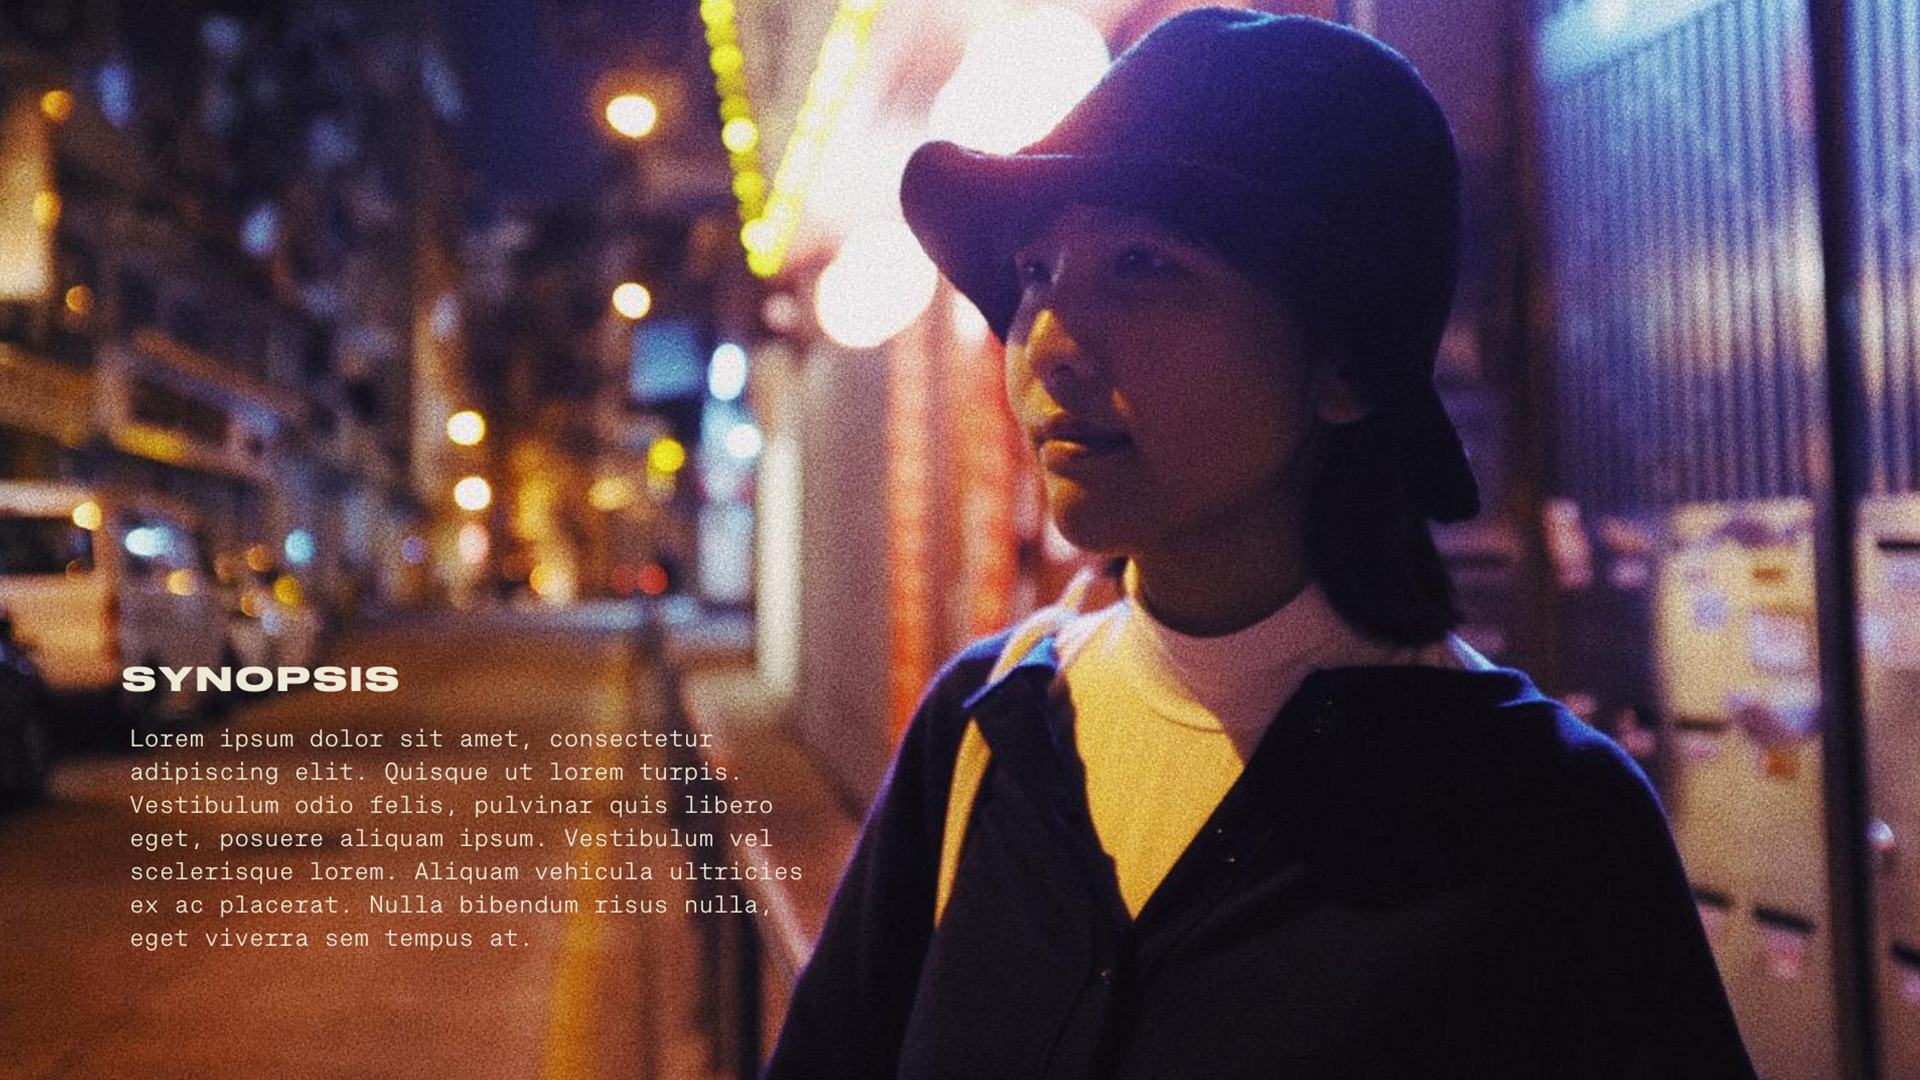 SYNOPSIS
Lorem ipsum dolor sit amet, consectetur
adipiscing elit. Quisque ut lorem turpis.
Vestibulum odio felis, pulvinar quis libero
eget, posuere aliquam ipsum. Vestibulum vel
scelerisque lorem. Aliquam vehicula ultricies
ex ac placerat. Nulla bibendum risus nulla,
eget viverra sem tempus at.